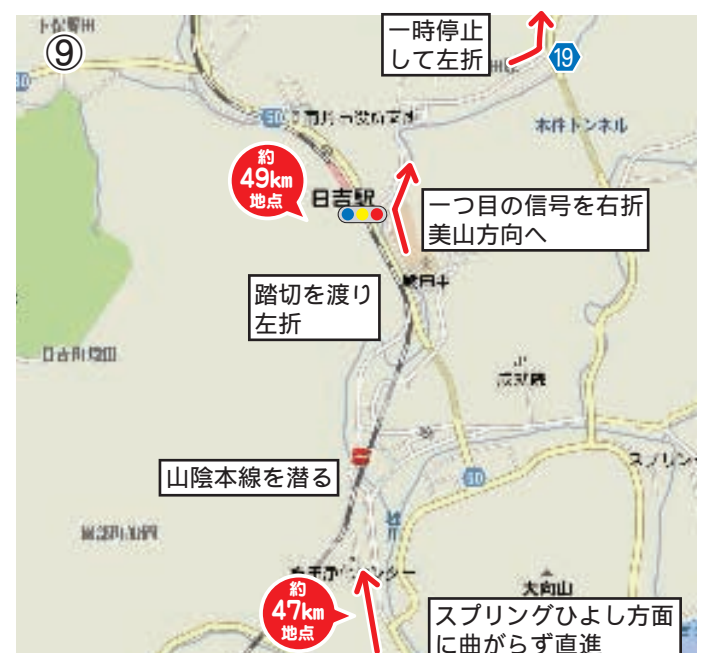 ⑨
一時停止
して左折
19
木住トンネル
約
49km
地点
日吉駅
一つ目の信号を右折
美山方向へ
踏切を渡り
左折
山陰本線を潜る
60
大向山
約
47km
地点
スプリングひよし方面
に曲がらず直進